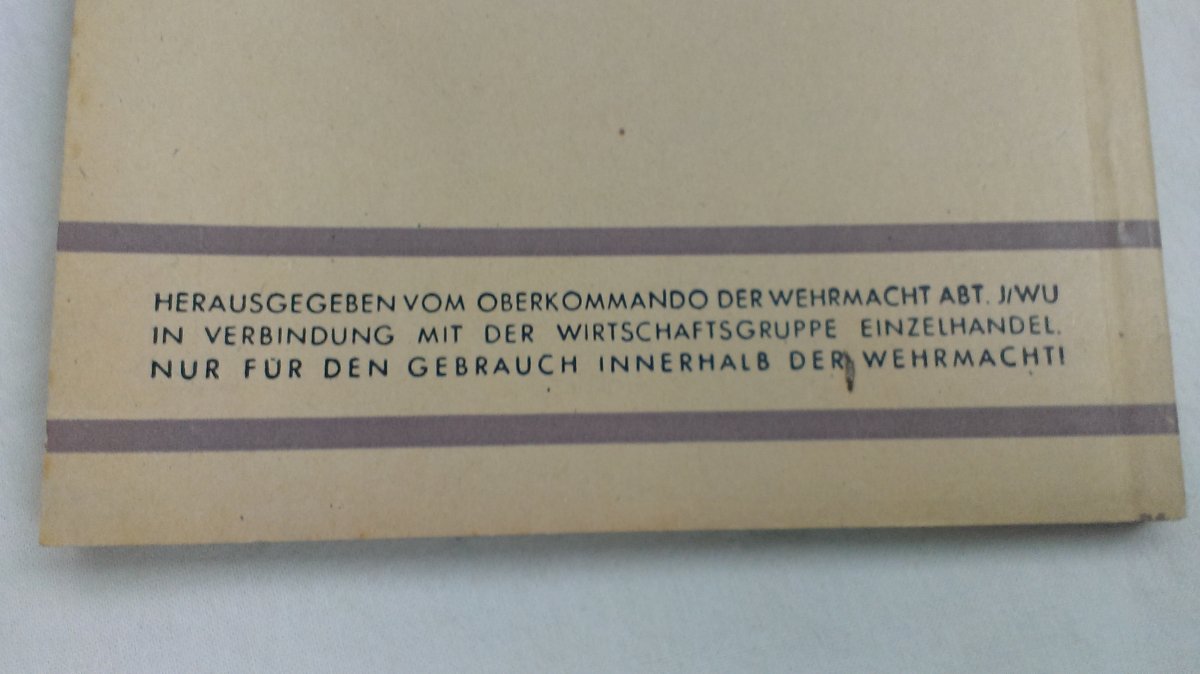 HERAUSGEGEBEN VOM OBERKOMMANDO DER WEHRMACHT ABT. J/WU
IN VERBINDUNG MIT DER WIRTSCHAFTSGRUPPE EINZELHANDEL.
NUR FÜR DEN GEBRAUCH INNERHALB DER WEHRMACHT!